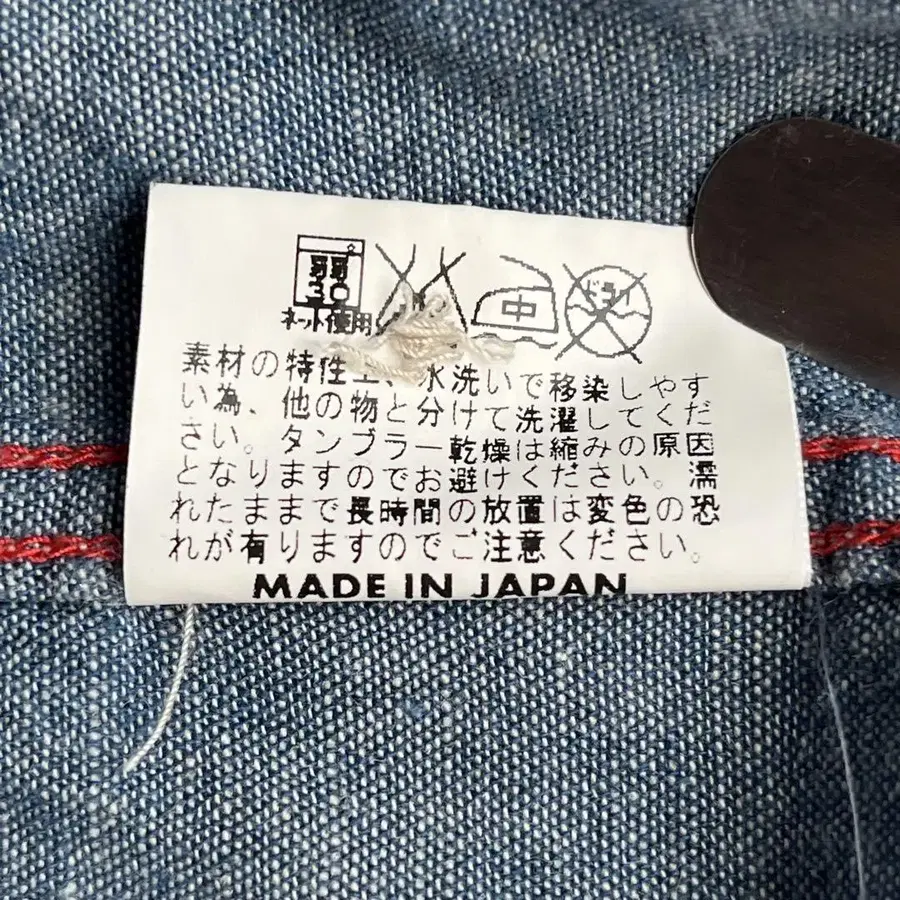 弱
30
ネット使用
中
ドライ
素材の特性上、水洗いで移染しやす
い為、他の物と分けて洗濯してくだ
さい。タンブラー乾燥は縮みの原因
となりますのでお避けください。濡
れたままで長時間の放置は変色の恐
れが有りますのでご注意ください。
MADE IN JAPAN